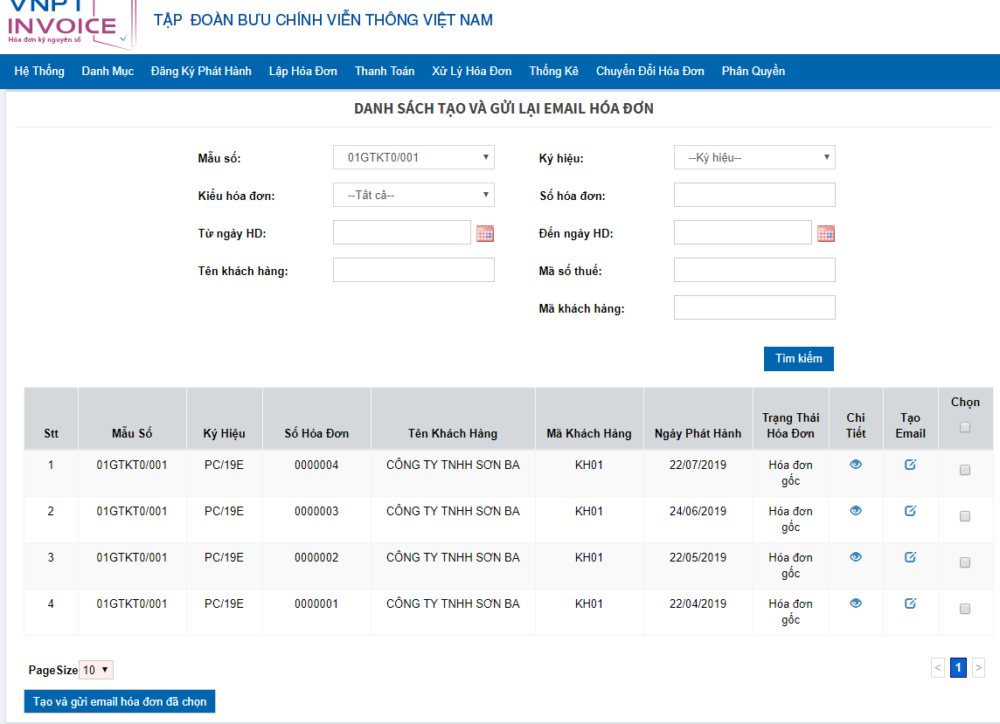 VNPT
INVOICE
Hóa đơn kỷ nguyên số
TẬP ĐOÀN BƯU CHÍNH VIỄN THÔNG VIỆT NAM
Hệ Thống Danh Mục Đăng Ký Phát Hành Lập Hóa Đơn Thanh Toán Xử Lý Hóa Đơn Thống Kê Chuyển Đổi Hóa Đơn Phân Quyền
DANH SÁCH TẠO VÀ GỬI LẠI EMAIL HÓA ĐƠN
Mẫu số: 01GTKT0/001 Ký hiệu: --Ký hiệu--
Kiểu hóa đơn: --Tất cả-- Số hóa đơn:
Từ ngày HD: Đến ngày HD:
Tên khách hàng: Mã số thuế:
Mã khách hàng:
Tìm kiếm
Stt Mẫu Số Ký Hiệu Số Hóa Đơn Tên Khách Hàng Mã Khách Hàng Ngày Phát Hành Trạng Thái Hóa Đơn Chi Tiết Tạo Email Chọn
1 01GTKT0/001 PC/19E 0000004 CÔNG TY TNHH SƠN BA KH01 22/07/2019 Hóa đơn gốc
2 01GTKT0/001 PC/19E 0000003 CÔNG TY TNHH SƠN BA KH01 24/06/2019 Hóa đơn gốc
3 01GTKT0/001 PC/19E 0000002 CÔNG TY TNHH SƠN BA KH01 22/05/2019 Hóa đơn gốc
4 01GTKT0/001 PC/19E 0000001 CÔNG TY TNHH SƠN BA KH01 22/04/2019 Hóa đơn gốc
PageSize 10 < 1 >
Tạo và gửi email hóa đơn đã chọn